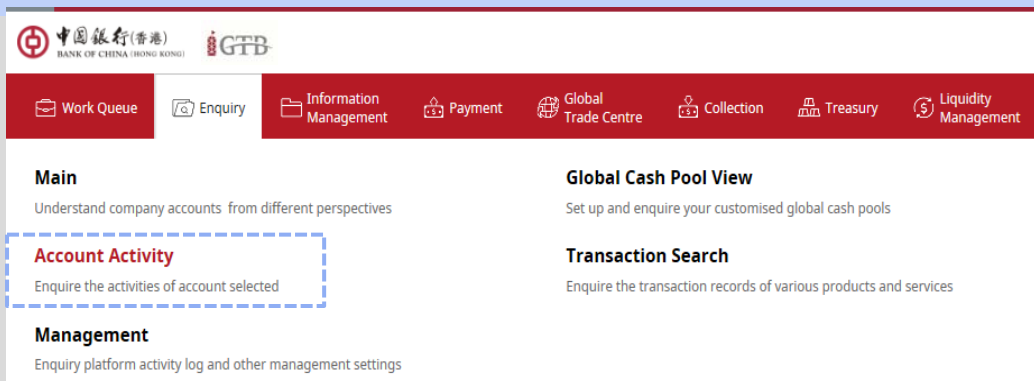 中國銀行(香港)
BANK OF CHINA (HONG KONG)
iGTB
Work Queue
Enquiry
Information
Management
Payment
Global
Trade Centre
Collection
Treasury
Liquidity
Management
Main
Understand company accounts from different perspectives
Global Cash Pool View
Set up and enquire your customised global cash pools
Account Activity
Enquire the activities of account selected
Transaction Search
Enquire the transaction records of various products and services
Management
Enquiry platform activity log and other management settings